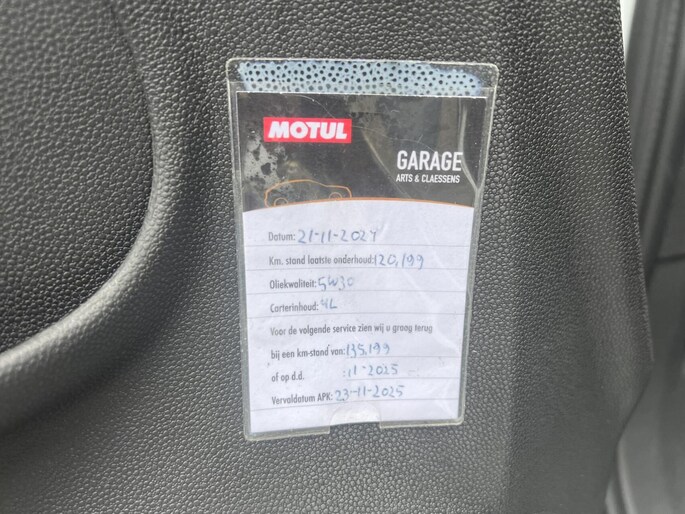 MOTUL
GARAGE
ARTS & CLAESSENS
Datum: 21-11-2024
Km. stand laatste onderhoud: 120,199
Oliekwaliteit: 5W30
Carterinhoud: 4L
Voor de volgende service zien wij u graag terug
bij een km-stand van: 135,199
of op d.d. :11-2025
Vervaldatum APK: 23-11-2025